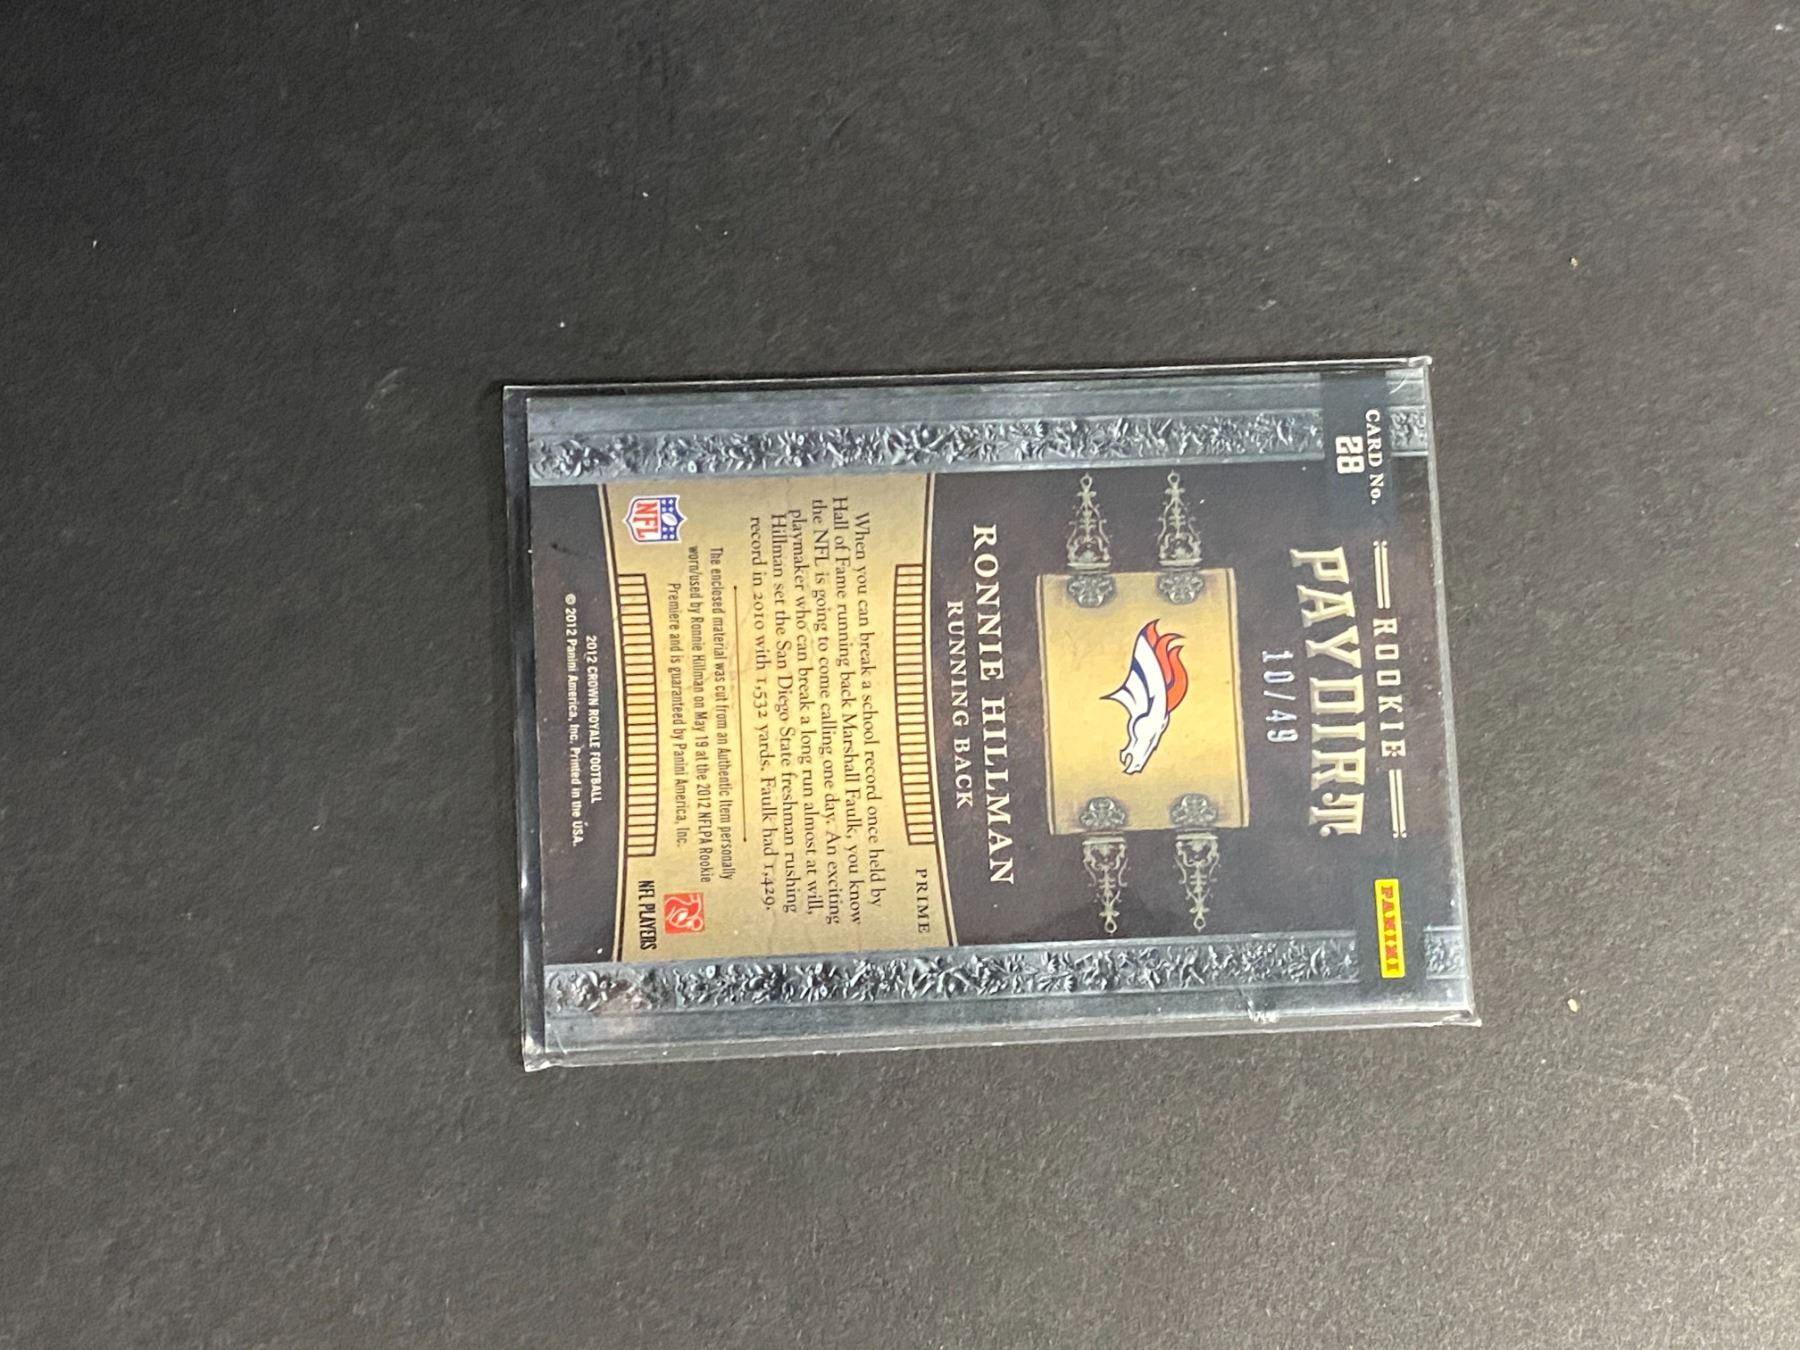 CARD No.
28
ROOKIE
PAYDIRT
10/49
PANINI
RONNIE HILLMAN
RUNNING BACK
PRIME
When you can break a school record once held by
Hall of Fame running back Marshall Faulk, you know
the NFL is going to come calling one day. An exciting
playmaker who can break a long run almost at will,
Hillman set the San Diego State freshman rushing
record in 2010 with 1,532 yards. Faulk had 1,429.
The enclosed material was cut from an Authentic Item personally
worn/used by Ronnie Hillman on May 19 at the 2012 NFLPA Rookie
Premiere and is guaranteed by Panini America, Inc.
NFL
NFL PLAYERS
2012 CROWN ROYALE FOOTBALL
© 2012 Panini America, Inc. Printed in the USA.